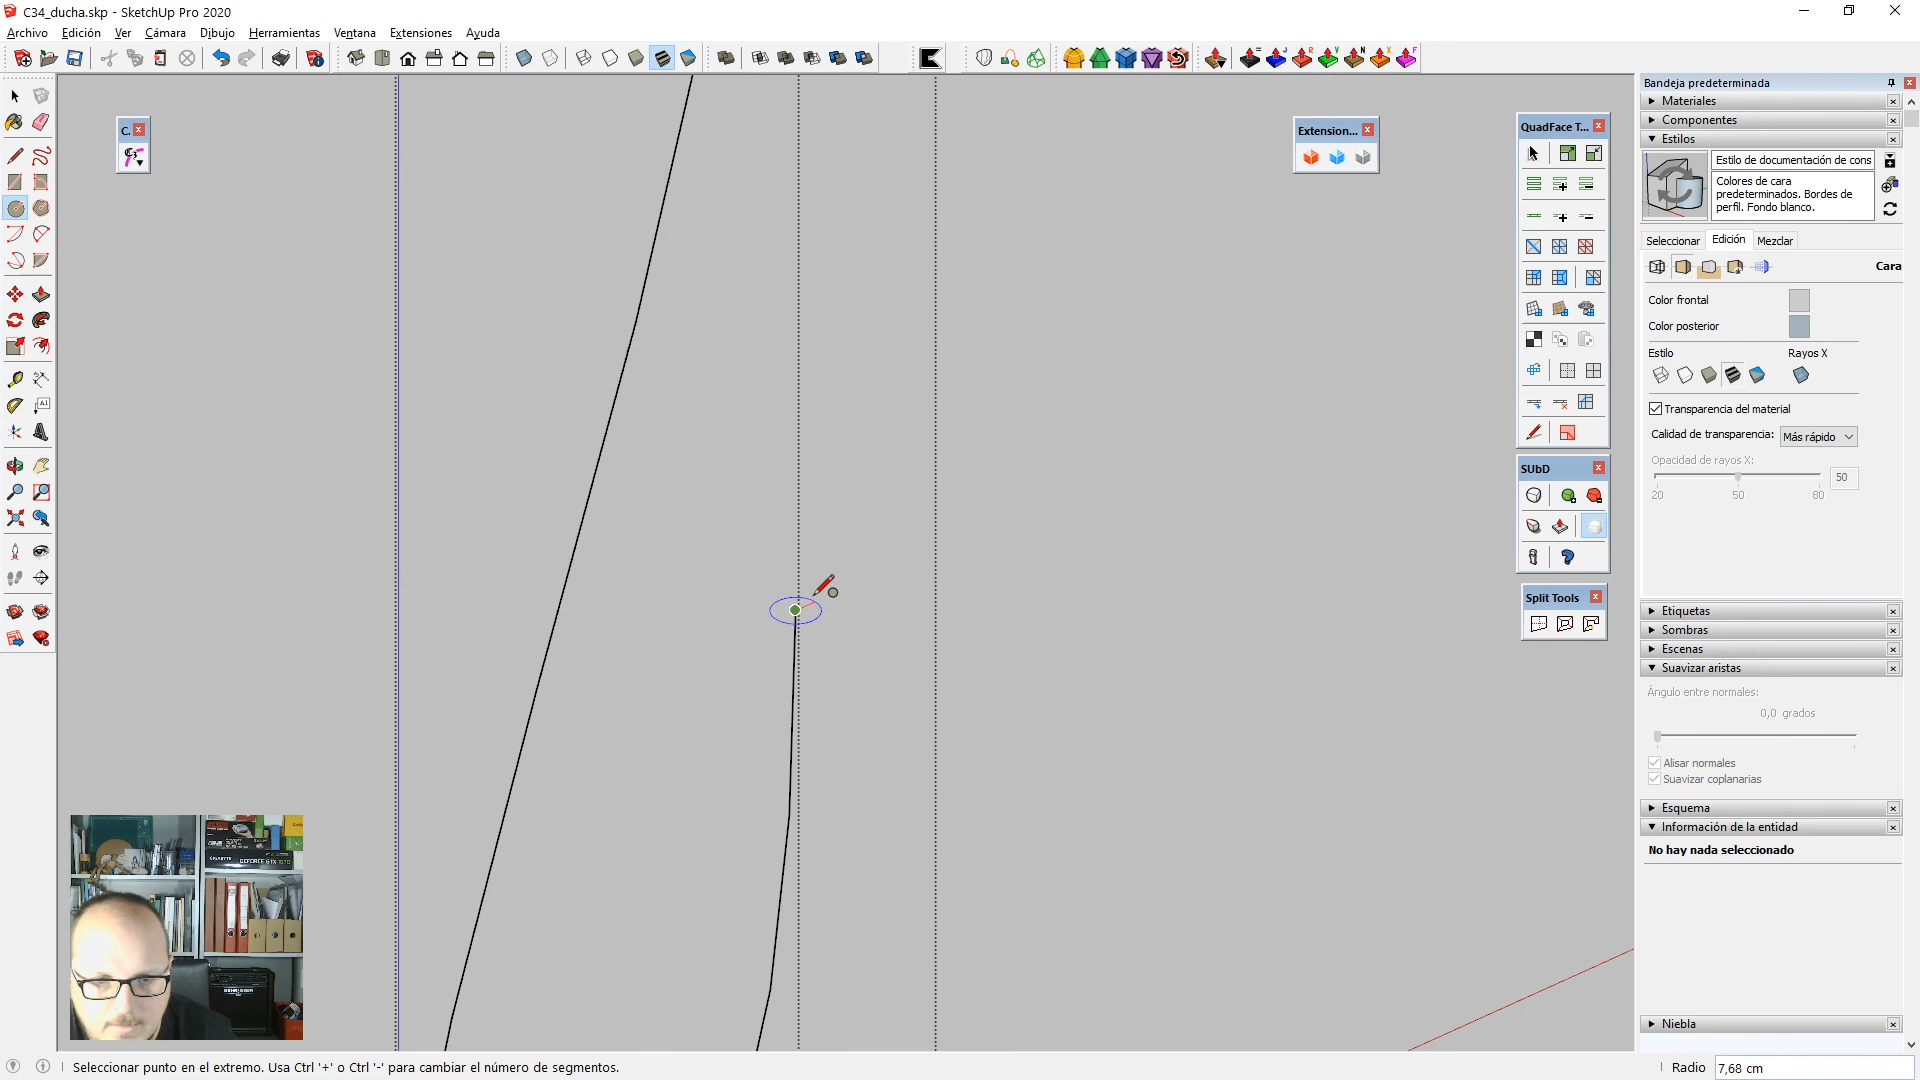 C34_ducha.skp - SketchUp Pro 2020
Archivo Edición Ver Cámara Dibujo Herramientas Ventana Extensiones Ayuda
Bandeja predeterminada
Materiales
Componentes
Estilos
Estilo de documentación de cons
Colores de cara
predeterminados. Bordes de
perfil. Fondo blanco.
Seleccionar Edición Mezclar
Cara
Color frontal
Color posterior
Estilo Rayos X
Transparencia del material
Calidad de transparencia: Más rápido
Opacidad de rayos X:
50
20 50 80
Etiquetas
Sombras
Escenas
Suavizar aristas
Ángulo entre normales:
0,0 grados
Alisar normales
Suavizar coplanarias
Esquema
Información de la entidad
No hay nada seleccionado
Niebla
C.
Extension...
QuadFace T...
SUbD
Split Tools
GEFORCE GTX 1070
Seleccionar punto en el extremo. Usa Ctrl '+' o Ctrl '-' para cambiar el número de segmentos.
Radio 7,68 cm